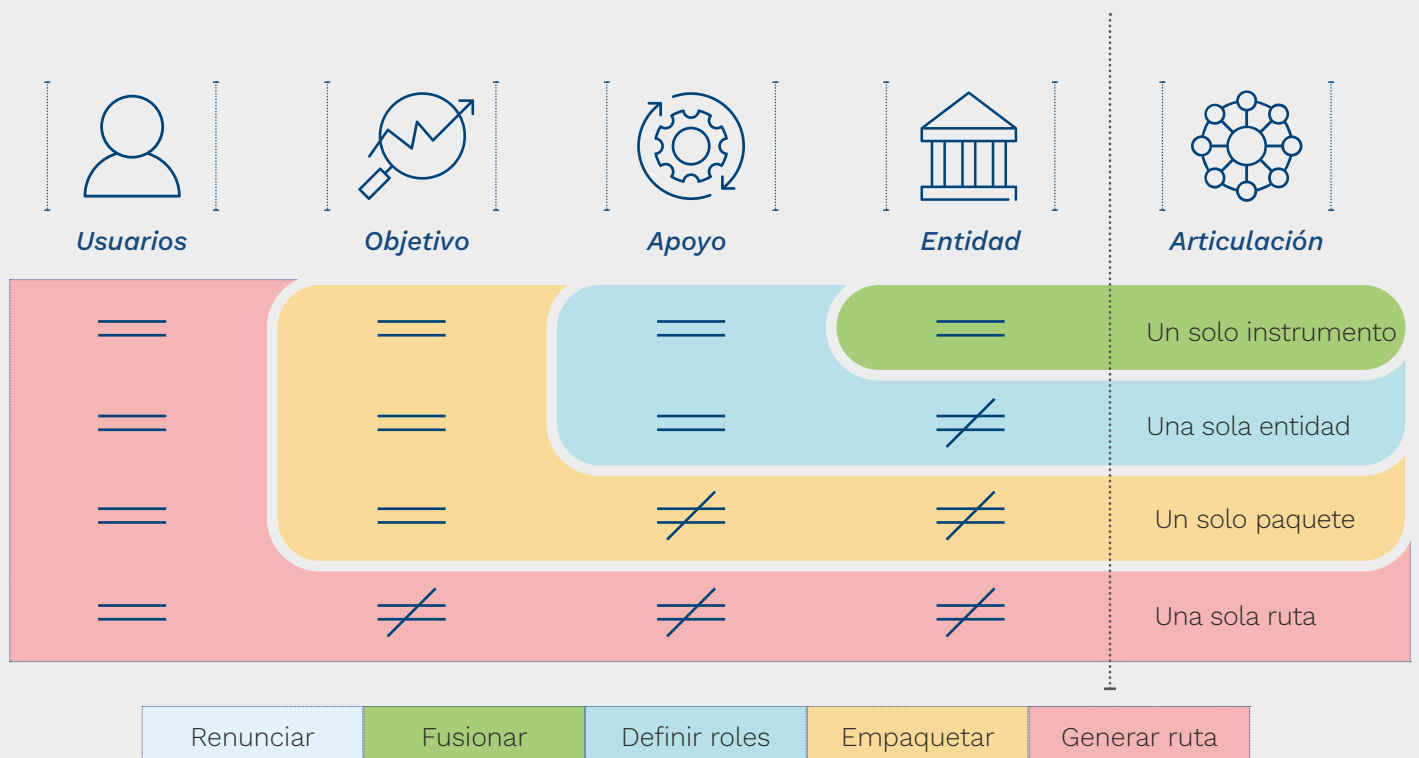 Usuarios Objetivo Apoyo Entidad Articulación
= = = = Un solo instrumento
= = = ≠ Una sola entidad
= = ≠ ≠ Un solo paquete
= ≠ ≠ ≠ Una sola ruta
Renunciar Fusionar Definir roles Empaquetar Generar ruta